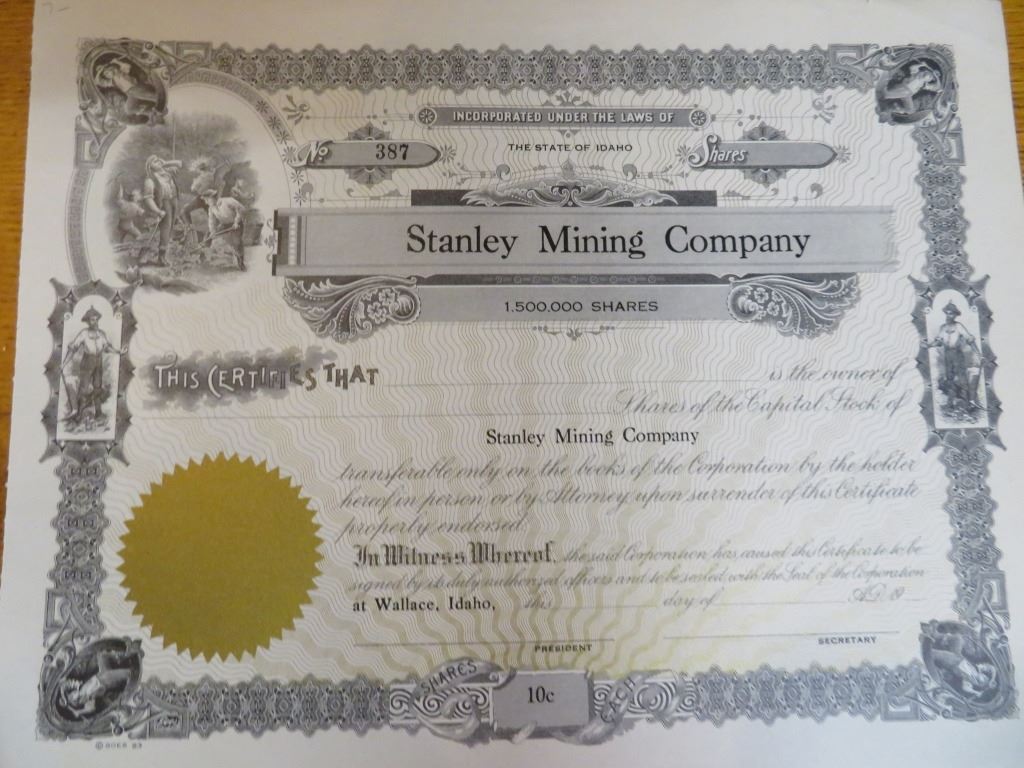 7–
INCORPORATED UNDER THE LAWS OF
No 387
THE STATE OF IDAHO
Shares
Stanley Mining Company
1.500.000 SHARES
THIS CERTIFIES THAT
is the owner of
Shares of the Capital Stock of
Stanley Mining Company
transferable only on the books of the Corporation by the holder
hereof in person or by Attorney upon surrender of this Certificate
properly endorsed.
In Witness Whereof, the said Corporation has caused this Certificate to be
signed by its duly authorized officers and to be sealed with the Seal of the Corporation
at Wallace, Idaho, this day of A.D. 19
PRESIDENT
SECRETARY
SHARES 10c EACH
© GOES 23